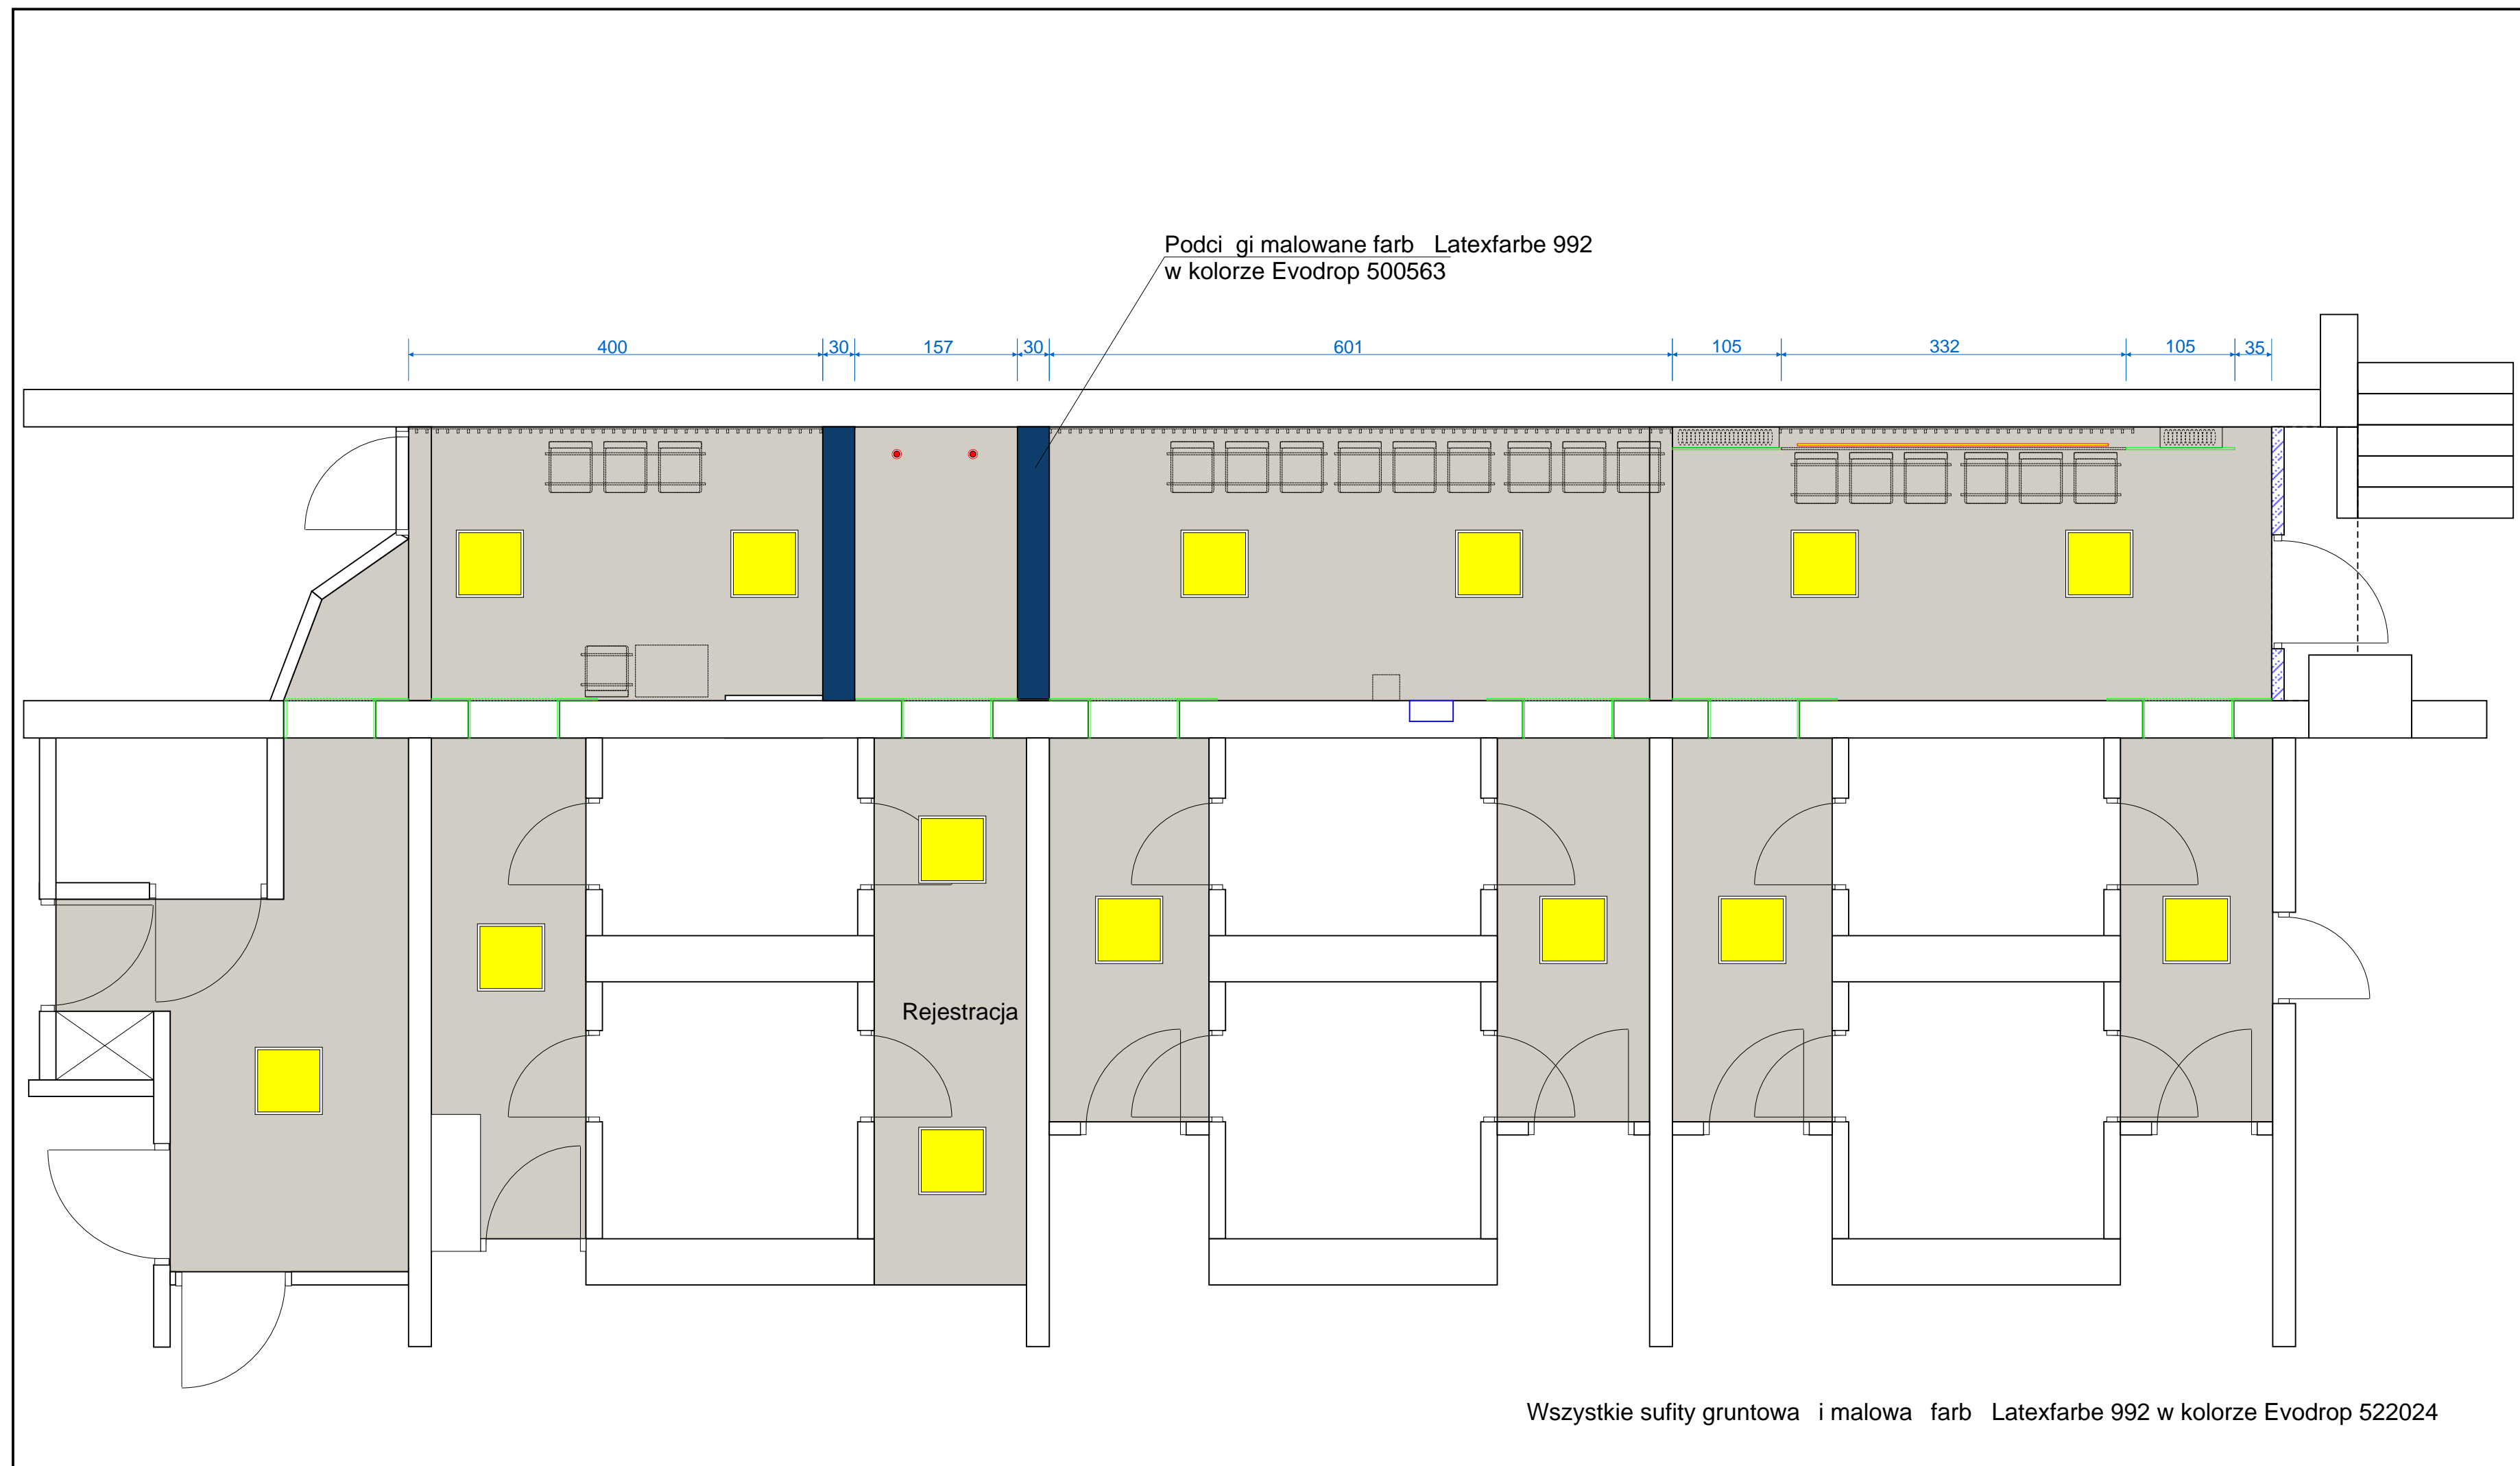 Podci gi malowane farb Latexfarbe 992
w kolorze Evodrop 500563
400 30 157 30 601 105 332 105 35
Rejestracja
Wszystkie sufity gruntowa i malowa farb Latexfarbe 992 w kolorze Evodrop 522024